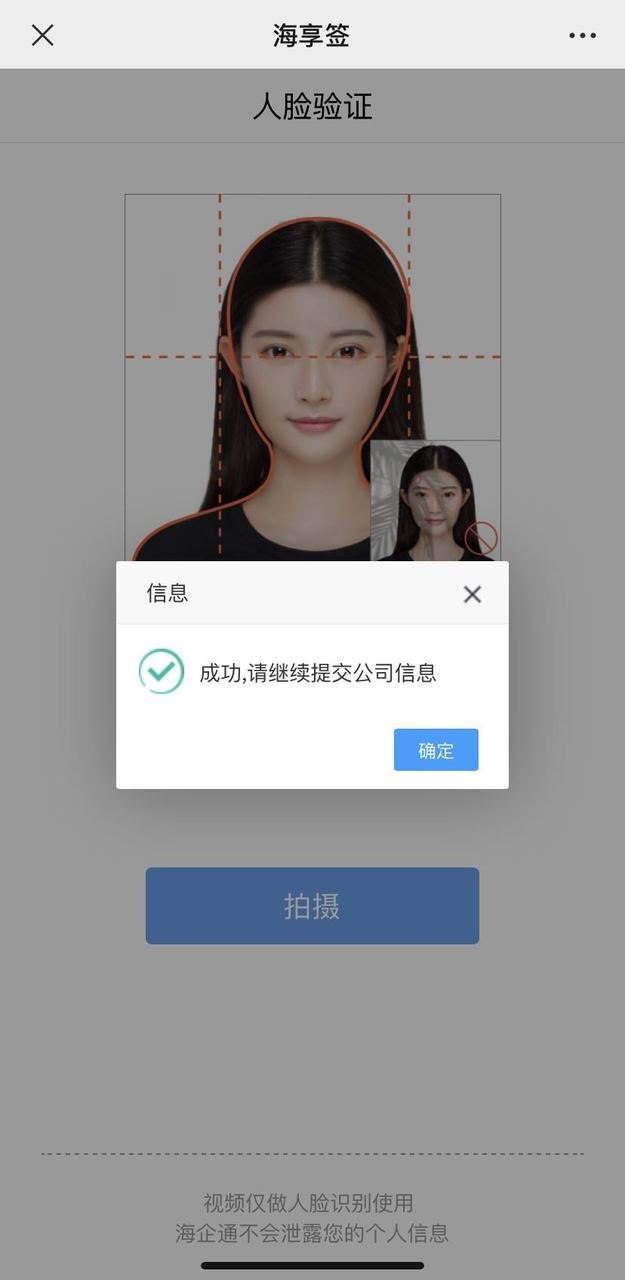 海享签
人脸验证
信息
成功,请继续提交公司信息
确定
拍摄
视频仅做人脸识别使用
海企通不会泄露您的个人信息